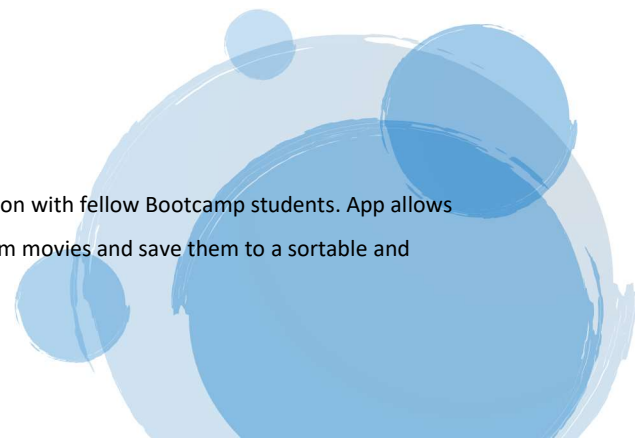 on with fellow Bootcamp students. App allows
m movies and save them to a sortable and